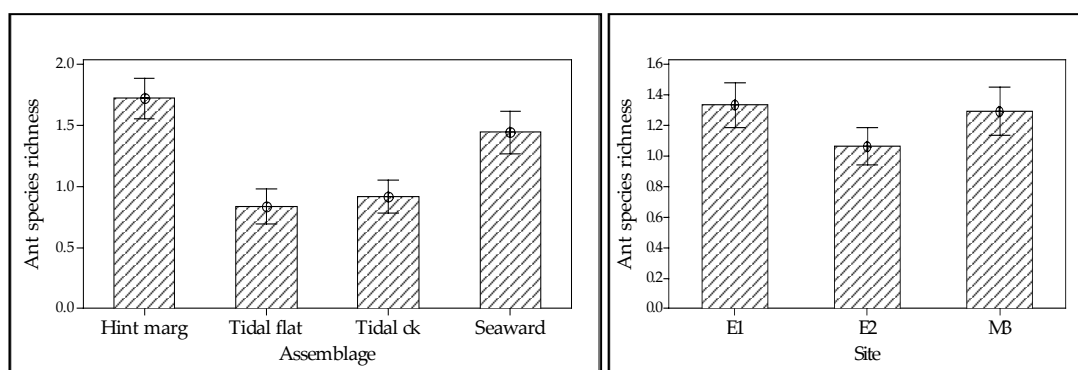 2.0
1.5
1.0
0.5
0.0
Ant species richness
Hint marg Tidal flat Tidal ck Seaward
Assemblage
1.6
1.4
1.2
1.0
0.8
0.6
0.4
0.2
0.0
Ant species richness
E1 E2 M3
Site